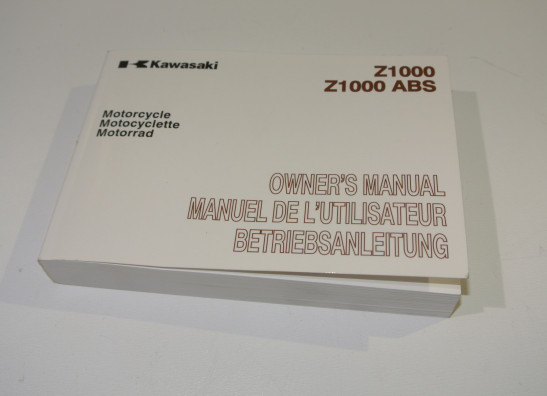 Kawasaki
Z1000
Z1000 ABS
Motorcycle
Motocyclette
Motorrad
OWNER'S MANUAL
MANUEL DE L'UTILISATEUR
BETRIEBSANLEITUNG